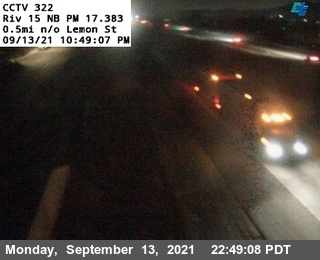 CCTV 322
Riv 15 NB PM 17.383
0.5mi n/o Lemon St
09/13/21 10:49:07 PM
Monday, September 13, 2021 22:49:08 PDT